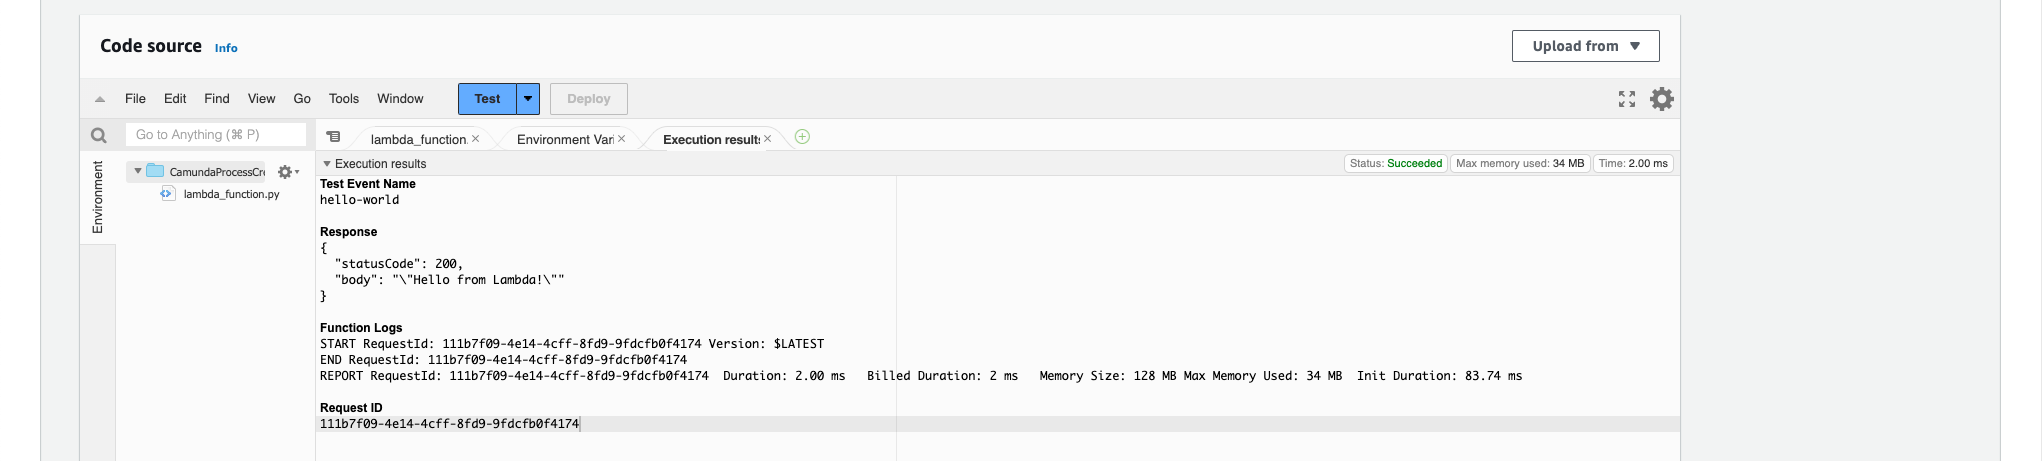 Code source Info
Upload from
File Edit Find View Go Tools Window Test Deploy
Go to Anything (⌘ P)
lambda_function. Environment Vari Execution results
Environment
CamundaProcessCr
lambda_function.py
Execution results
Status: Succeeded Max memory used: 34 MB Time: 2.00 ms
Test Event Name
hello-world
Response
{
  "statusCode": 200,
  "body": "\"Hello from Lambda!\""
}
Function Logs
START RequestId: 111b7f09-4e14-4cff-8fd9-9fdcfb0f4174 Version: $LATEST
END RequestId: 111b7f09-4e14-4cff-8fd9-9fdcfb0f4174
REPORT RequestId: 111b7f09-4e14-4cff-8fd9-9fdcfb0f4174  Duration: 2.00 ms   Billed Duration: 2 ms   Memory Size: 128 MB Max Memory Used: 34 MB  Init Duration: 83.74 ms
Request ID
111b7f09-4e14-4cff-8fd9-9fdcfb0f4174